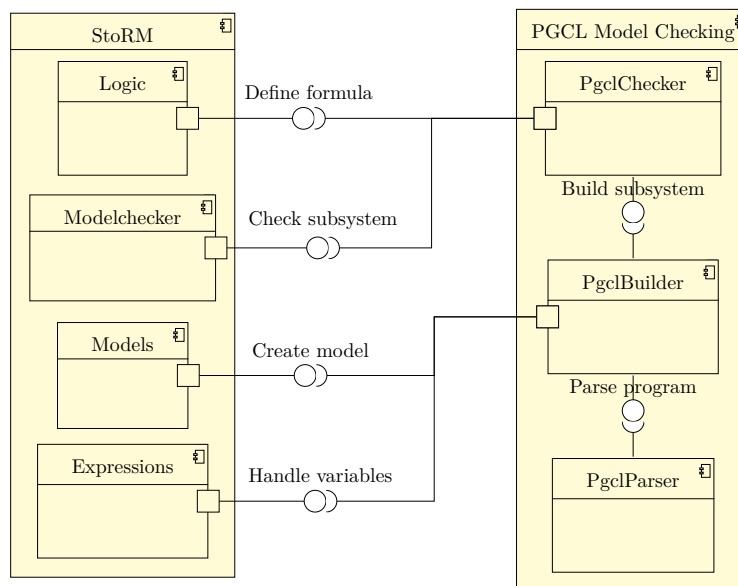 StoRM
PGCL Model Checking
Logic
Define formula
PgclChecker
Modelchecker
Check subsystem
Build subsystem
PgclBuilder
Models
Create model
Parse program
Expressions
Handle variables
PgclParser